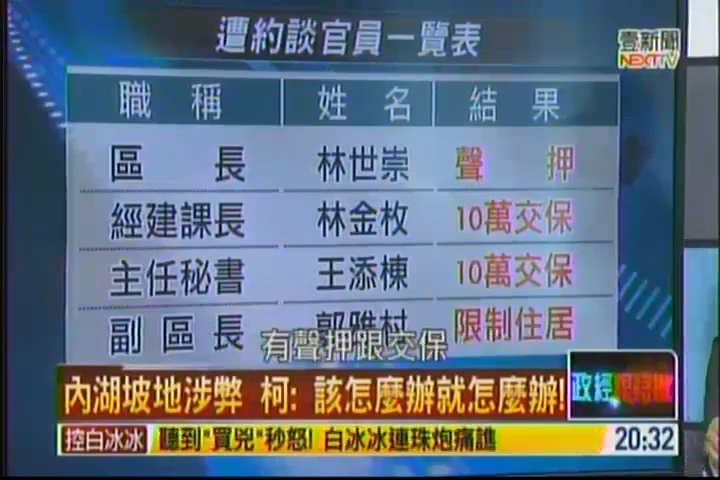 遭約談官員一覽表
壹新聞
NEXTTV
職稱 姓名 結果
區長 林世崇 聲押
經建課長 林金枚 10萬交保
主任秘書 王添棟 10萬交保
副區長 郭雅村 限制住居
有聲押跟交保
內湖坡地涉弊 柯: 該怎麼辦就怎麼辦!
政經
控白冰冰 聽到"買兇"秒怒! 白冰冰連珠炮痛譙 20:32